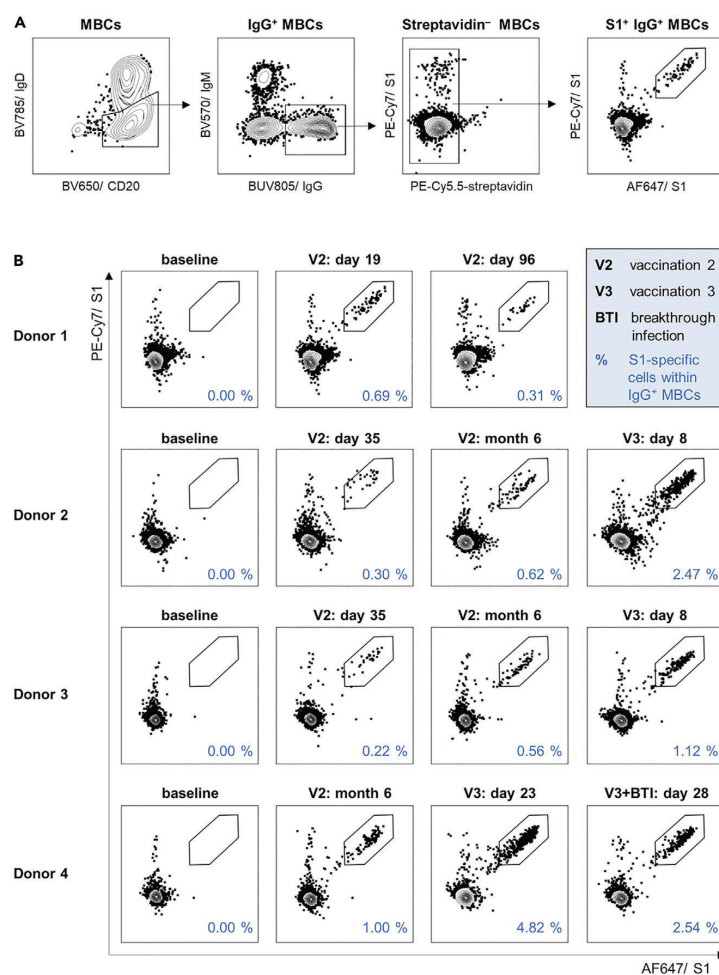 A
MBCs
IgG⁺ MBCs
Streptavidin⁻ MBCs
S1⁺ IgG⁺ MBCs
BV785/ IgD
BV570/ IgM
PE-Cy7/ S1
PE-Cy7/ S1
BV650/ CD20
BUV805/ IgG
PE-Cy5.5-streptavidin
AF647/ S1
B
PE-Cy7/ S1
baseline
V2: day 19
V2: day 96
V2 vaccination 2
V3 vaccination 3
BTI breakthrough
infection
% S1-specific
cells within
IgG⁺ MBCs
Donor 1
0.00 %
0.69 %
0.31 %
baseline
V2: day 35
V2: month 6
V3: day 8
Donor 2
0.00 %
0.30 %
0.62 %
2.47 %
baseline
V2: day 35
V2: month 6
V3: day 8
Donor 3
0.00 %
0.22 %
0.56 %
1.12 %
baseline
V2: month 6
V3: day 23
V3+BTI: day 28
Donor 4
0.00 %
1.00 %
4.82 %
2.54 %
AF647/ S1